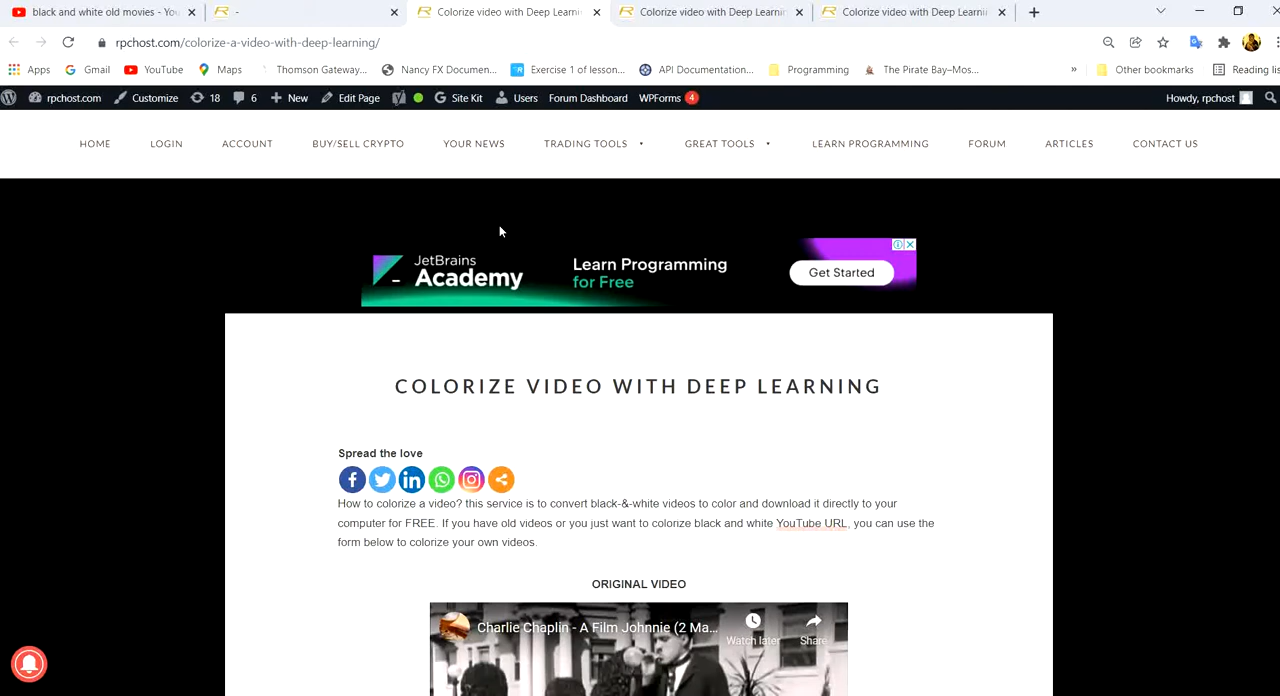 black and white old movies - You
-
Colorize video with Deep Learni
Colorize video with Deep Learnin
Colorize video with Deep Learni
rpchost.com/colorize-a-video-with-deep-learning/
Apps
Gmail
YouTube
Maps
Thomson Gateway...
Nancy FX Documen...
Exercise 1 of lesson...
API Documentation...
Programming
The Pirate Bay–Mos...
»
Other bookmarks
Reading lis
rpchost.com
Customize
18
6
New
Edit Page
Site Kit
Users
Forum Dashboard
WPForms 4
Howdy, rpchost
HOME LOGIN ACCOUNT BUY/SELL CRYPTO YOUR NEWS TRADING TOOLS GREAT TOOLS LEARN PROGRAMMING FORUM ARTICLES CONTACT US
JetBrains
Academy
Learn Programming
for Free
Get Started
COLORIZE VIDEO WITH DEEP LEARNING
Spread the love
How to colorize a video? this service is to convert black-&-white videos to color and download it directly to your
computer for FREE. If you have old videos or you just want to colorize black and white YouTube URL, you can use the
form below to colorize your own videos.
ORIGINAL VIDEO
Charlie Chaplin - A Film Johnnie (2 Ma...
Watch later
Share